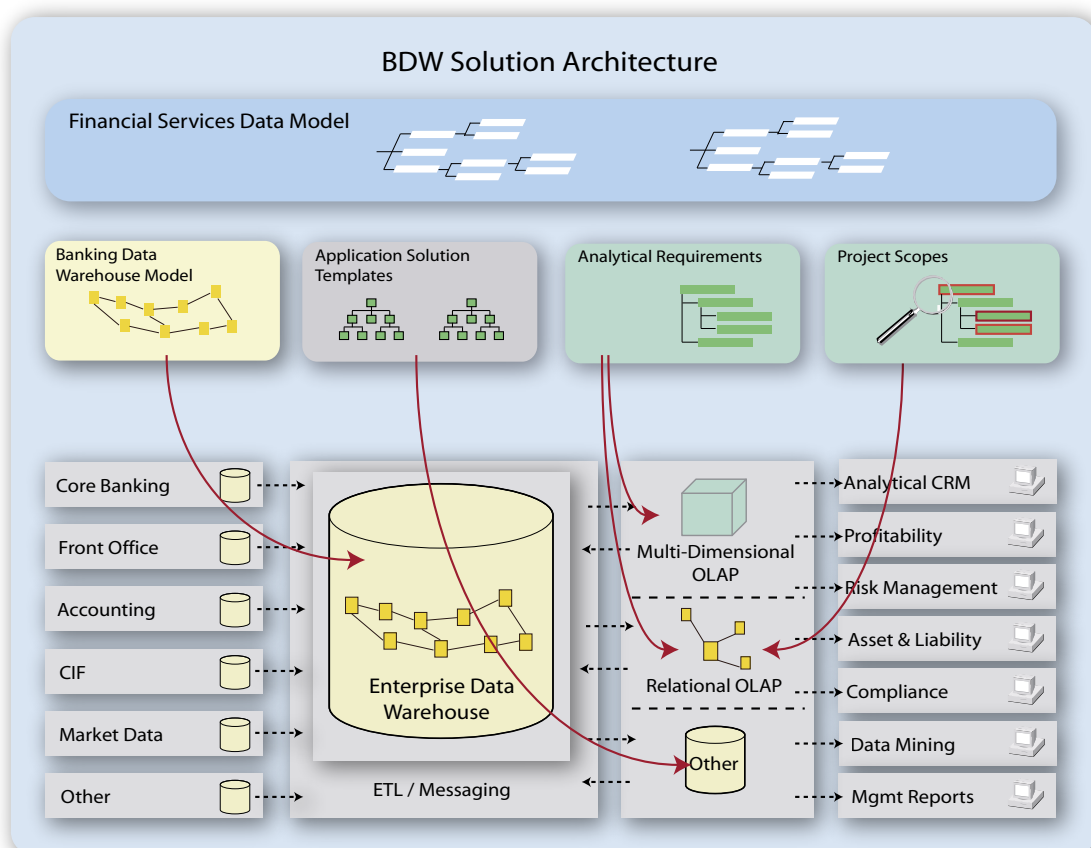 BDW Solution Architecture
Financial Services Data Model
Banking Data
Warehouse Model
Application Solution
Templates
Analytical Requirements
Project Scopes
Core Banking
Front Office
Accounting
CIF
Market Data
Other
Enterprise Data
Warehouse
ETL / Messaging
Multi-Dimensional
OLAP
Relational OLAP
Other
Analytical CRM
Profitability
Risk Management
Asset & Liability
Compliance
Data Mining
Mgmt Reports